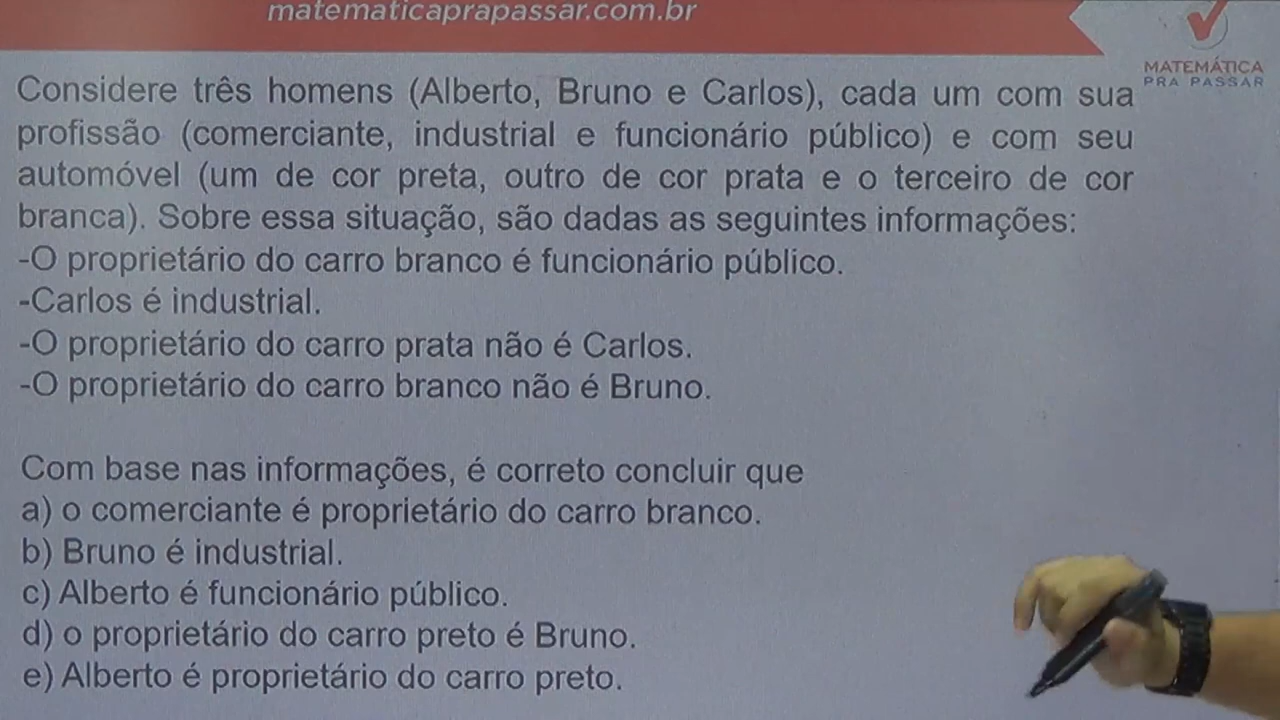 matematicaprapassar.com.br
MATEMÁTICA
PRA PASSAR
Considere três homens (Alberto, Bruno e Carlos), cada um com sua
profissão (comerciante, industrial e funcionário público) e com seu
automóvel (um de cor preta, outro de cor prata e o terceiro de cor
branca). Sobre essa situação, são dadas as seguintes informações:
-O proprietário do carro branco é funcionário público.
-Carlos é industrial.
-O proprietário do carro prata não é Carlos.
-O proprietário do carro branco não é Bruno.
Com base nas informações, é correto concluir que
a) o comerciante é proprietário do carro branco.
b) Bruno é industrial.
c) Alberto é funcionário público.
d) o proprietário do carro preto é Bruno.
e) Alberto é proprietário do carro preto.